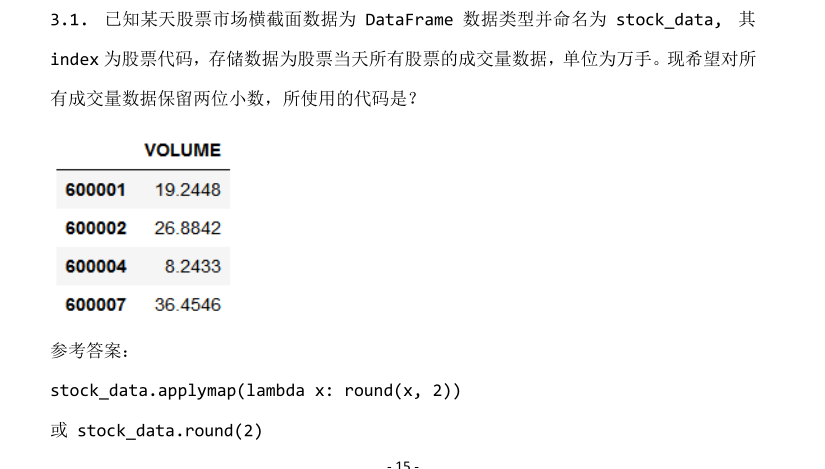 3.1. 已知某天股票市场横截面数据为 DataFrame 数据类型并命名为 stock_data, 其
index 为股票代码，存储数据为股票当天所有股票的成交量数据，单位为万手。现希望对所
有成交量数据保留两位小数，所使用的代码是？
VOLUME
600001 19.2448
600002 26.8842
600004 8.2433
600007 36.4546
参考答案：
stock_data.applymap(lambda x: round(x, 2))
或 stock_data.round(2)
- 15 -